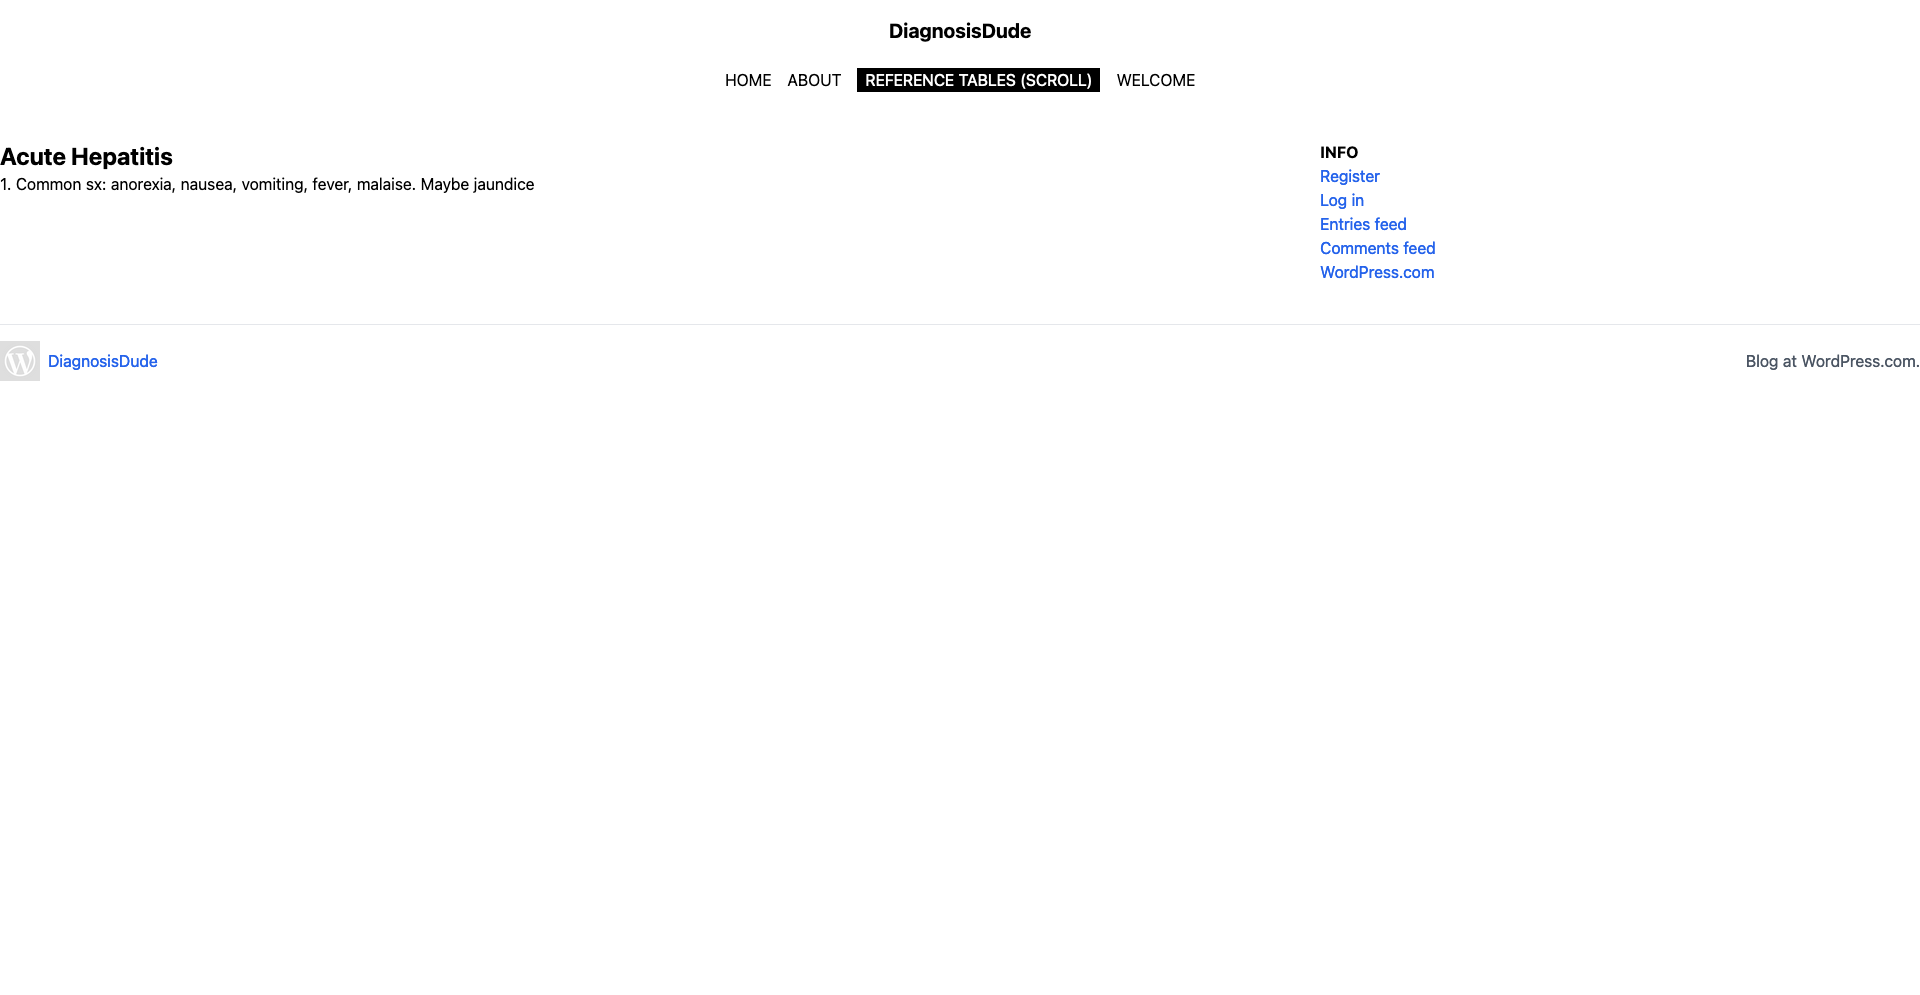 DiagnosisDude
HOME ABOUT REFERENCE TABLES (SCROLL) WELCOME
Acute Hepatitis
1. Common sx: anorexia, nausea, vomiting, fever, malaise. Maybe jaundice
INFO
Register
Log in
Entries feed
Comments feed
WordPress.com
DiagnosisDude
Blog at WordPress.com.